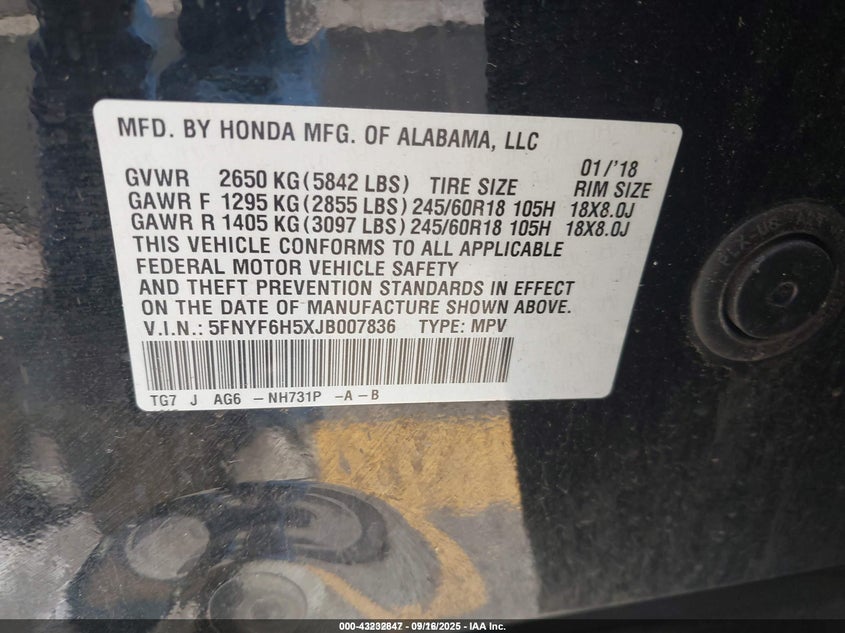 MFD. BY HONDA MFG. OF ALABAMA, LLC
01/'18
GVWR 2650 KG(5842 LBS) TIRE SIZE RIM SIZE
GAWR F 1295 KG(2855 LBS)245/60R18 105H 18X8.0J
GAWR R 1405 KG(3097 LBS)245/60R18 105H 18X8.0J
THIS VEHICLE CONFORMS TO ALL APPLICABLE
FEDERAL MOTOR VEHICLE SAFETY
AND THEFT PREVENTION STANDARDS IN EFFECT
ON THE DATE OF MANUFACTURE SHOWN ABOVE.
V.I.N.: 5FNYF6H5XJB007836 TYPE: MPV
TG7 J AG6 -NH731P -A-B
000-43232847 - 09/16/2025 - IAA Inc.